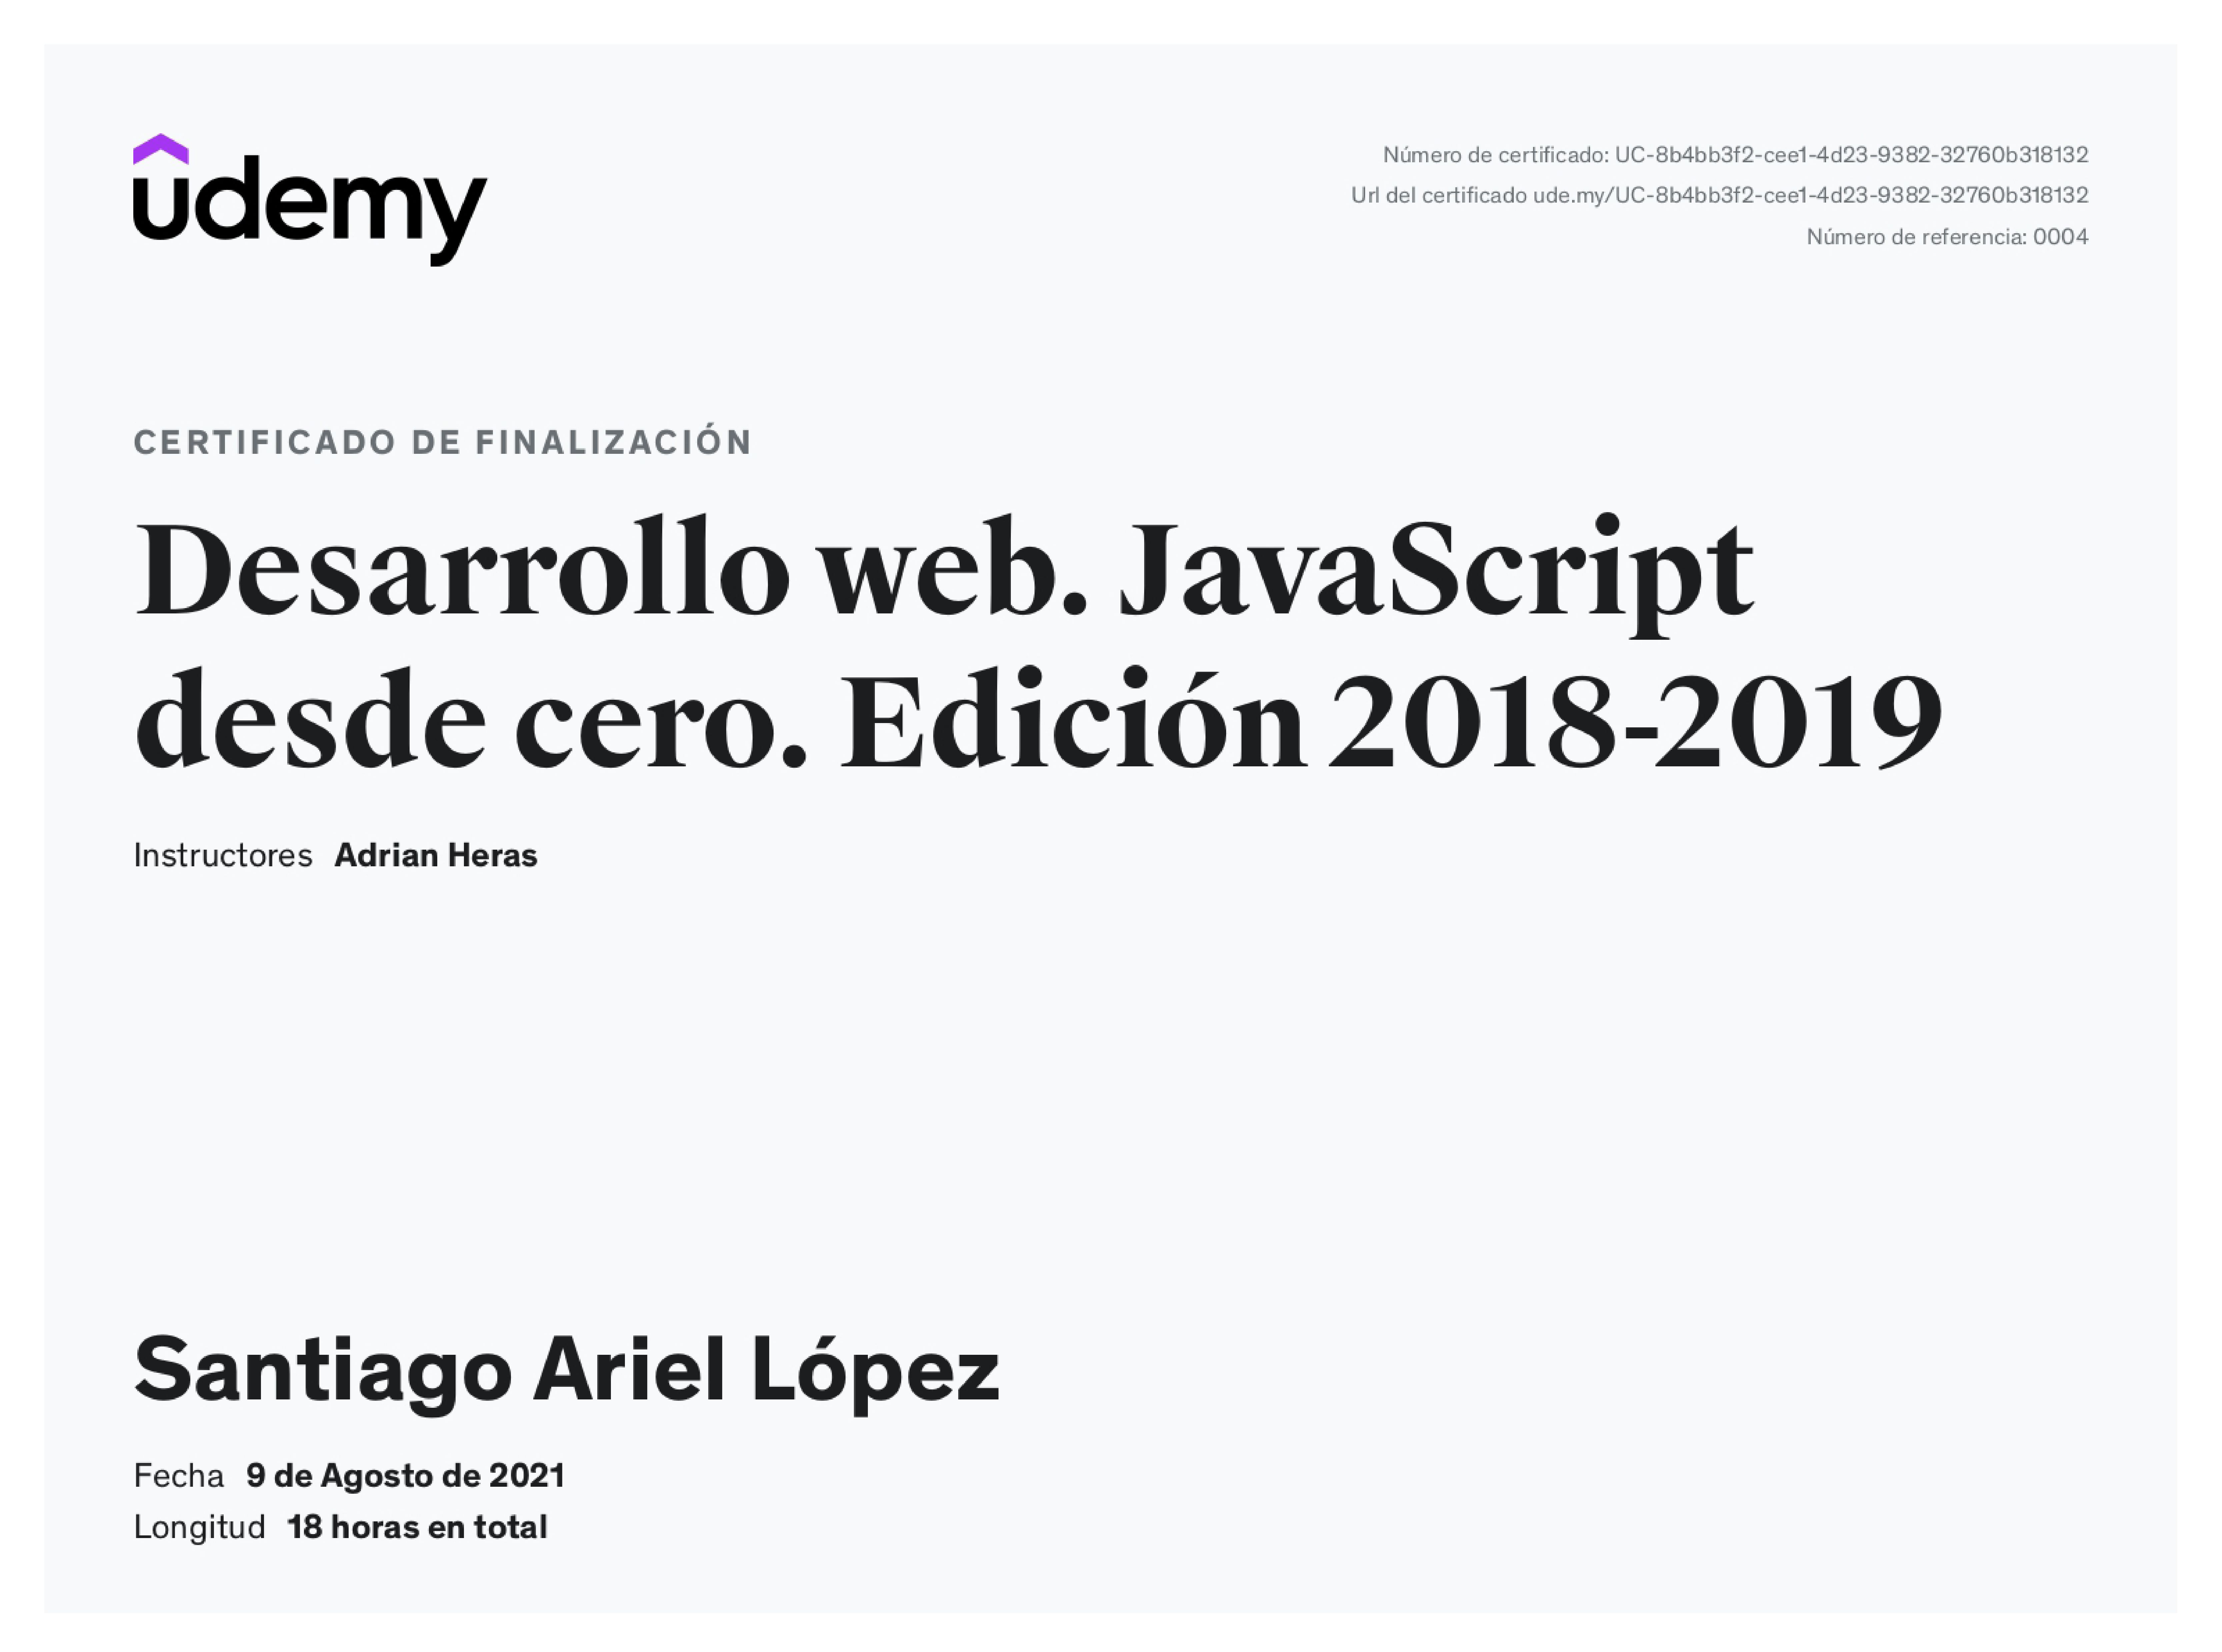 udemy
Número de certificado: UC-8b4bb3f2-cee1-4d23-9382-32760b318132
Url del certificado ude.my/UC-8b4bb3f2-cee1-4d23-9382-32760b318132
Número de referencia: 0004
CERTIFICADO DE FINALIZACIÓN
Desarrollo web. JavaScript
desde cero. Edición 2018-2019
Instructores Adrian Heras
Santiago Ariel López
Fecha 9 de Agosto de 2021
Longitud 18 horas en total